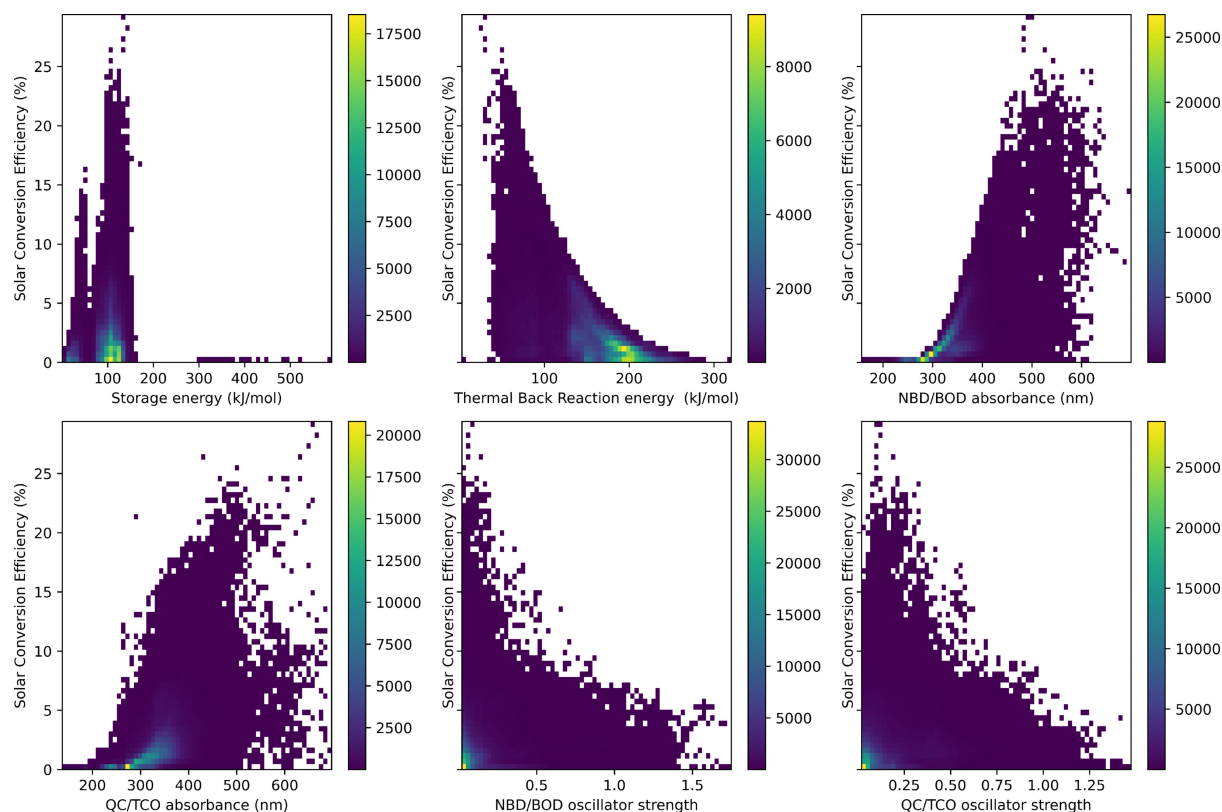 Solar Conversion Efficiency (%)
25
20
15
10
5
0
0 100 200 300 400 500
Storage energy (kJ/mol)
17500
15000
12500
10000
7500
5000
2500
Solar Conversion Efficiency (%)
100 200 300
Thermal Back Reaction energy (kJ/mol)
8000
6000
4000
2000
Solar Conversion Efficiency (%)
200 300 400 500 600
NBD/BOD absorbance (nm)
25000
20000
15000
10000
5000
Solar Conversion Efficiency (%)
25
20
15
10
5
0
200 300 400 500 600
QC/TCO absorbance (nm)
20000
17500
15000
12500
10000
7500
5000
2500
Solar Conversion Efficiency (%)
0.5 1.0 1.5
NBD/BOD oscillator strength
30000
25000
20000
15000
10000
5000
Solar Conversion Efficiency (%)
0.25 0.50 0.75 1.00 1.25
QC/TCO oscillator strength
25000
20000
15000
10000
5000